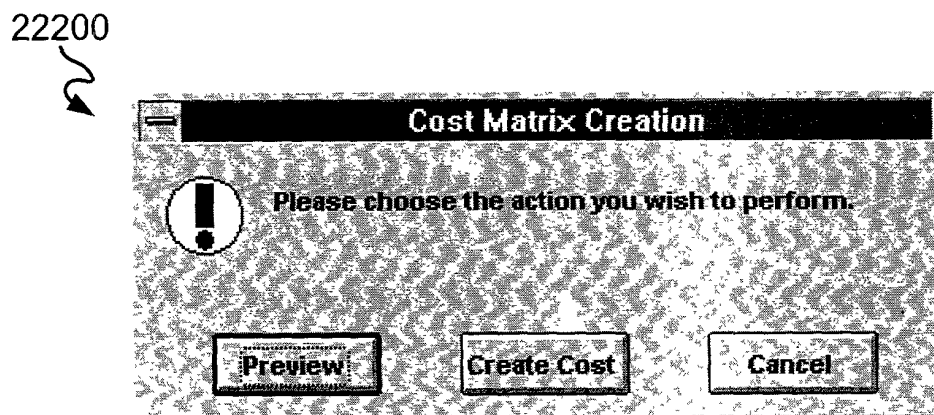 22200
Cost Matrix Creation
Please choose the action you wish to perform.
Preview Create Cost Cancel